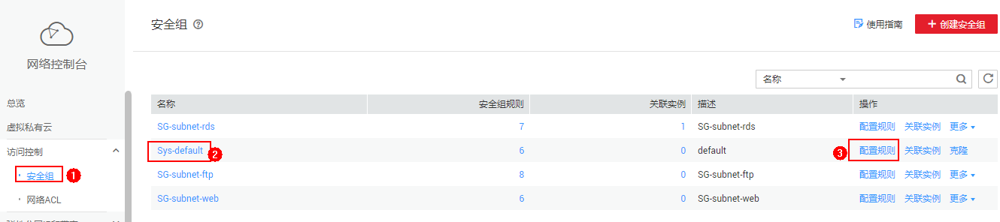 网络控制台
总览
虚拟私有云
访问控制
安全组 1
网络ACL
安全组 ?
使用指南
+ 创建安全组
名称
名称 安全组规则 关联实例 描述 操作
SG-subnet-rds 7 1 SG-subnet-rds 配置规则 关联实例 更多
Sys-default 2 6 0 default 3 配置规则 关联实例 克隆
SG-subnet-ftp 8 0 SG-subnet-ftp 配置规则 关联实例 更多
SG-subnet-web 6 0 SG-subnet-web 配置规则 关联实例 更多